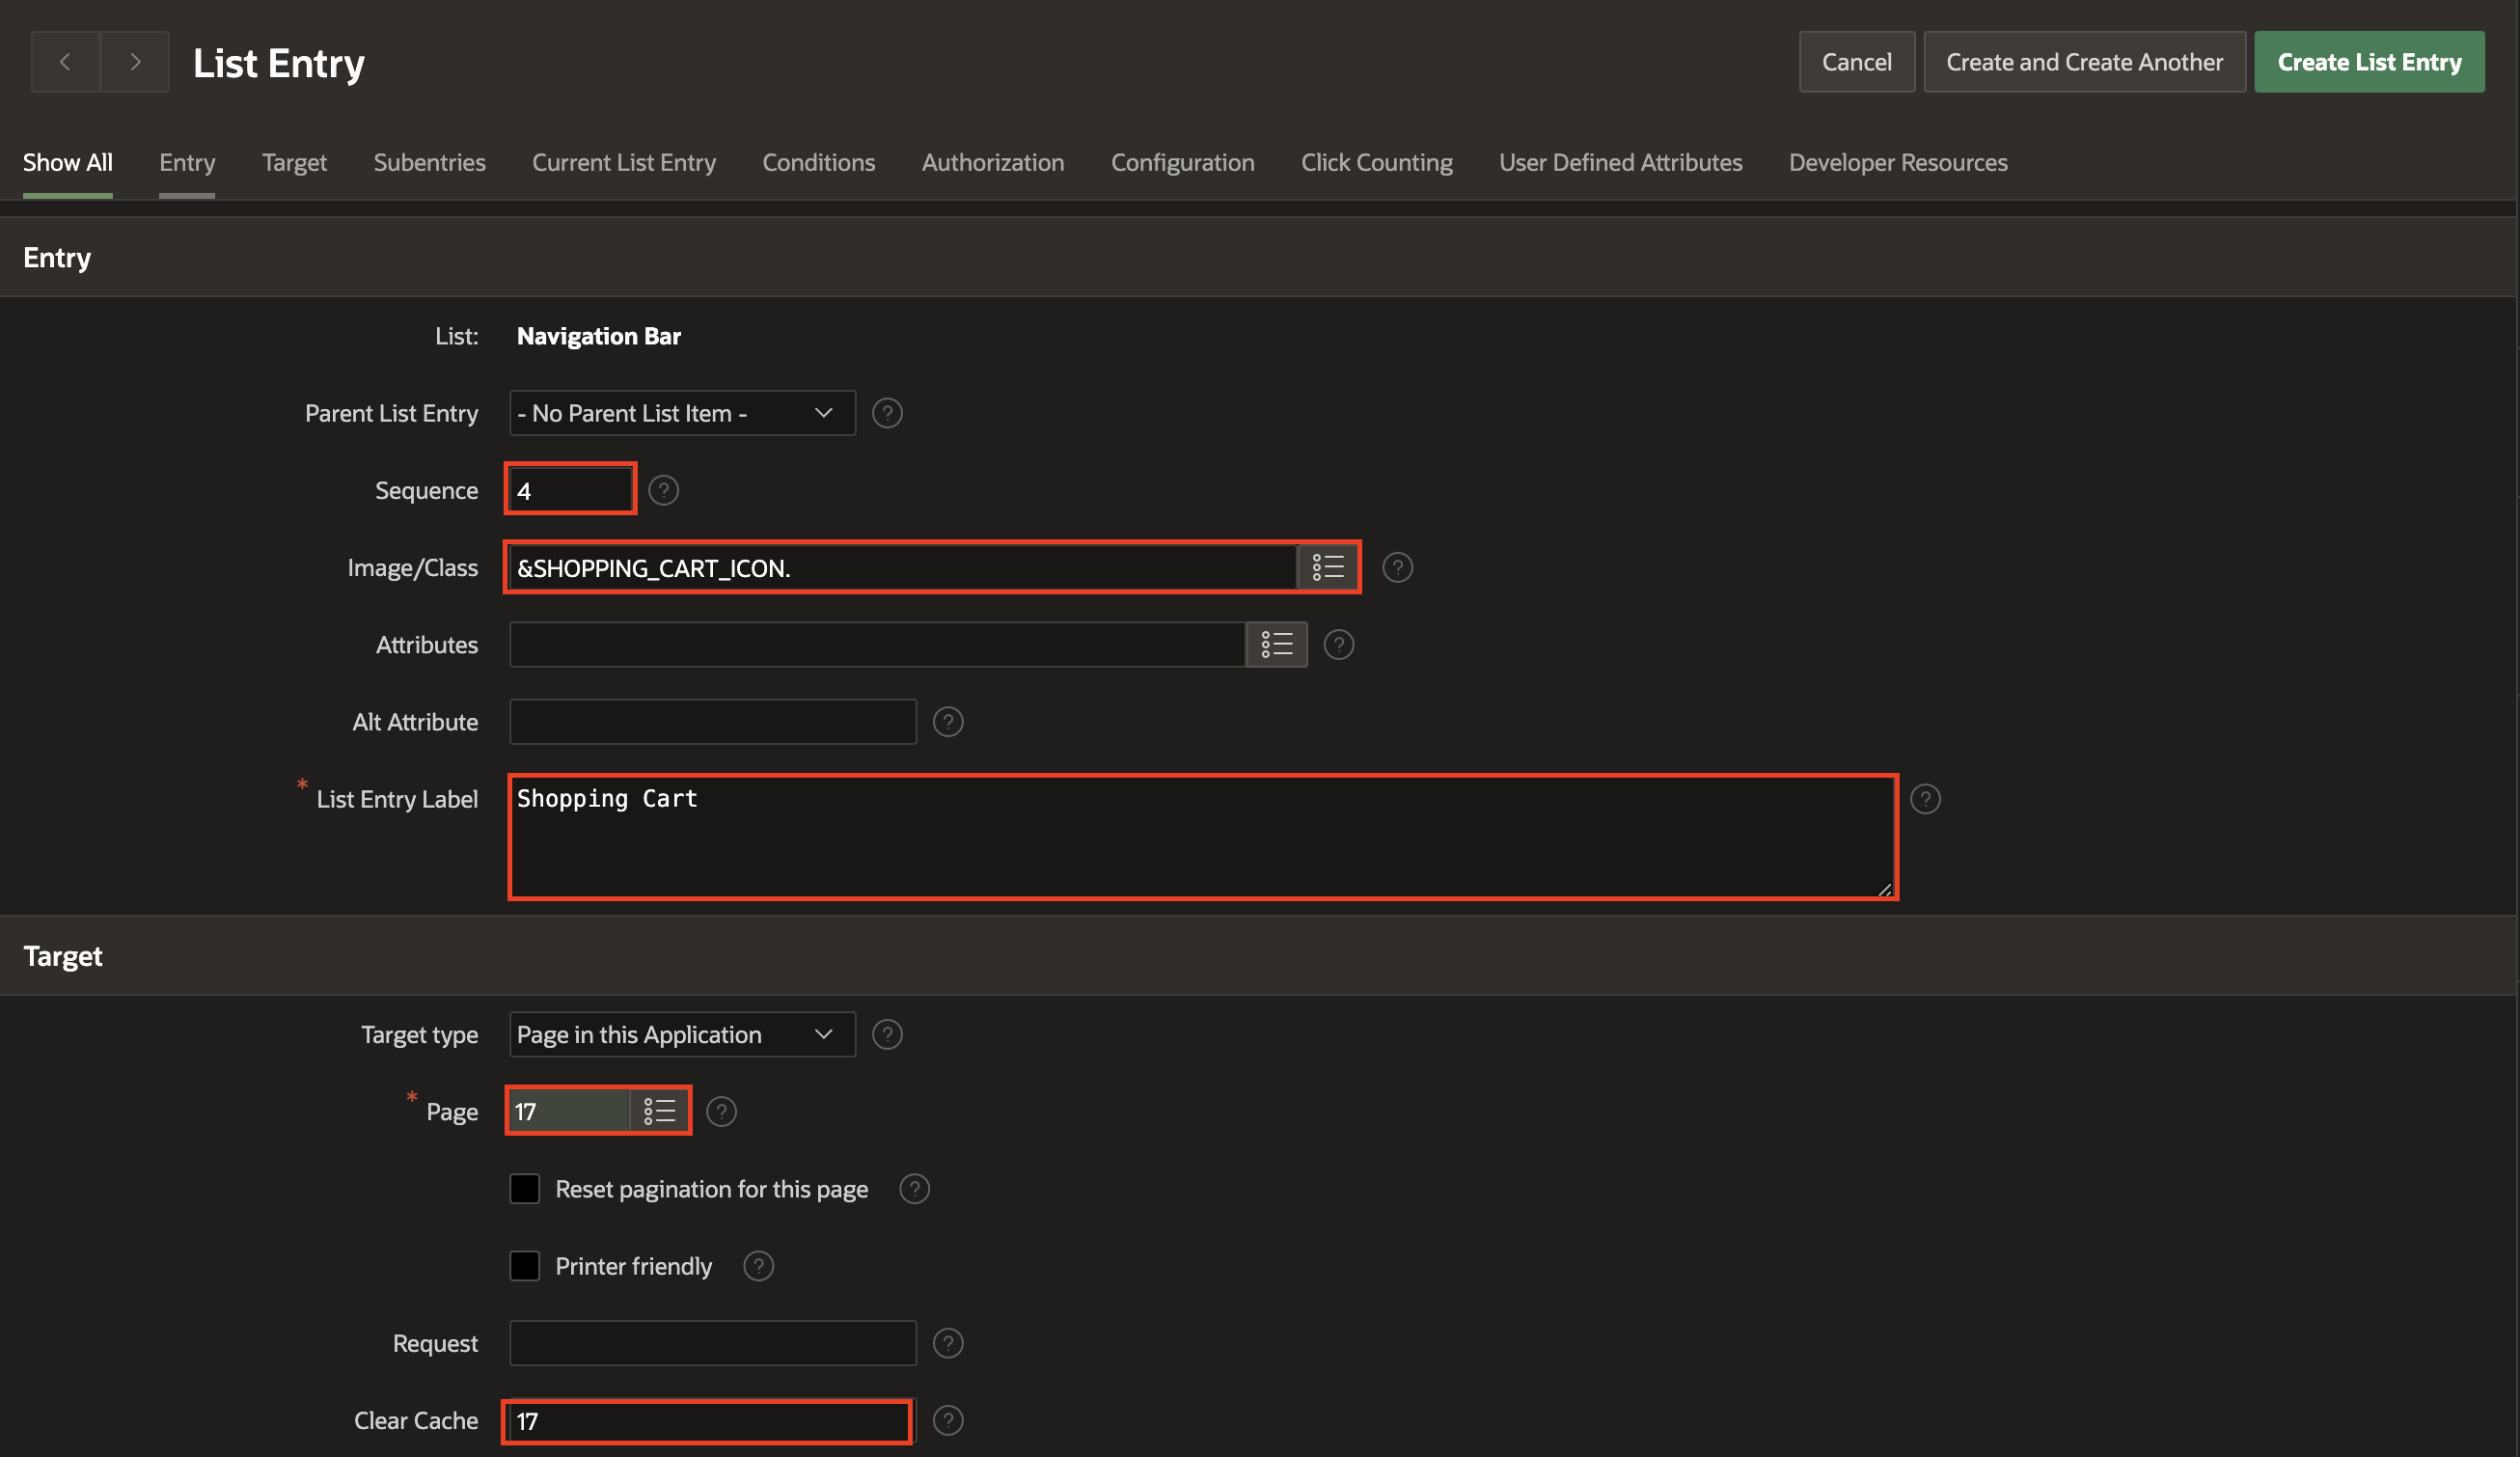 List Entry
Cancel
Create and Create Another
Create List Entry
Show All
Entry
Target
Subentries
Current List Entry
Conditions
Authorization
Configuration
Click Counting
User Defined Attributes
Developer Resources
Entry
List: Navigation Bar
Parent List Entry - No Parent List Item - ?
Sequence 4 ?
Image/Class &SHOPPING_CART_ICON. ?
Attributes ?
Alt Attribute ?
* List Entry Label Shopping Cart ?
Target
Target type Page in this Application ?
* Page 17 ?
Reset pagination for this page ?
Printer friendly ?
Request ?
Clear Cache 17 ?